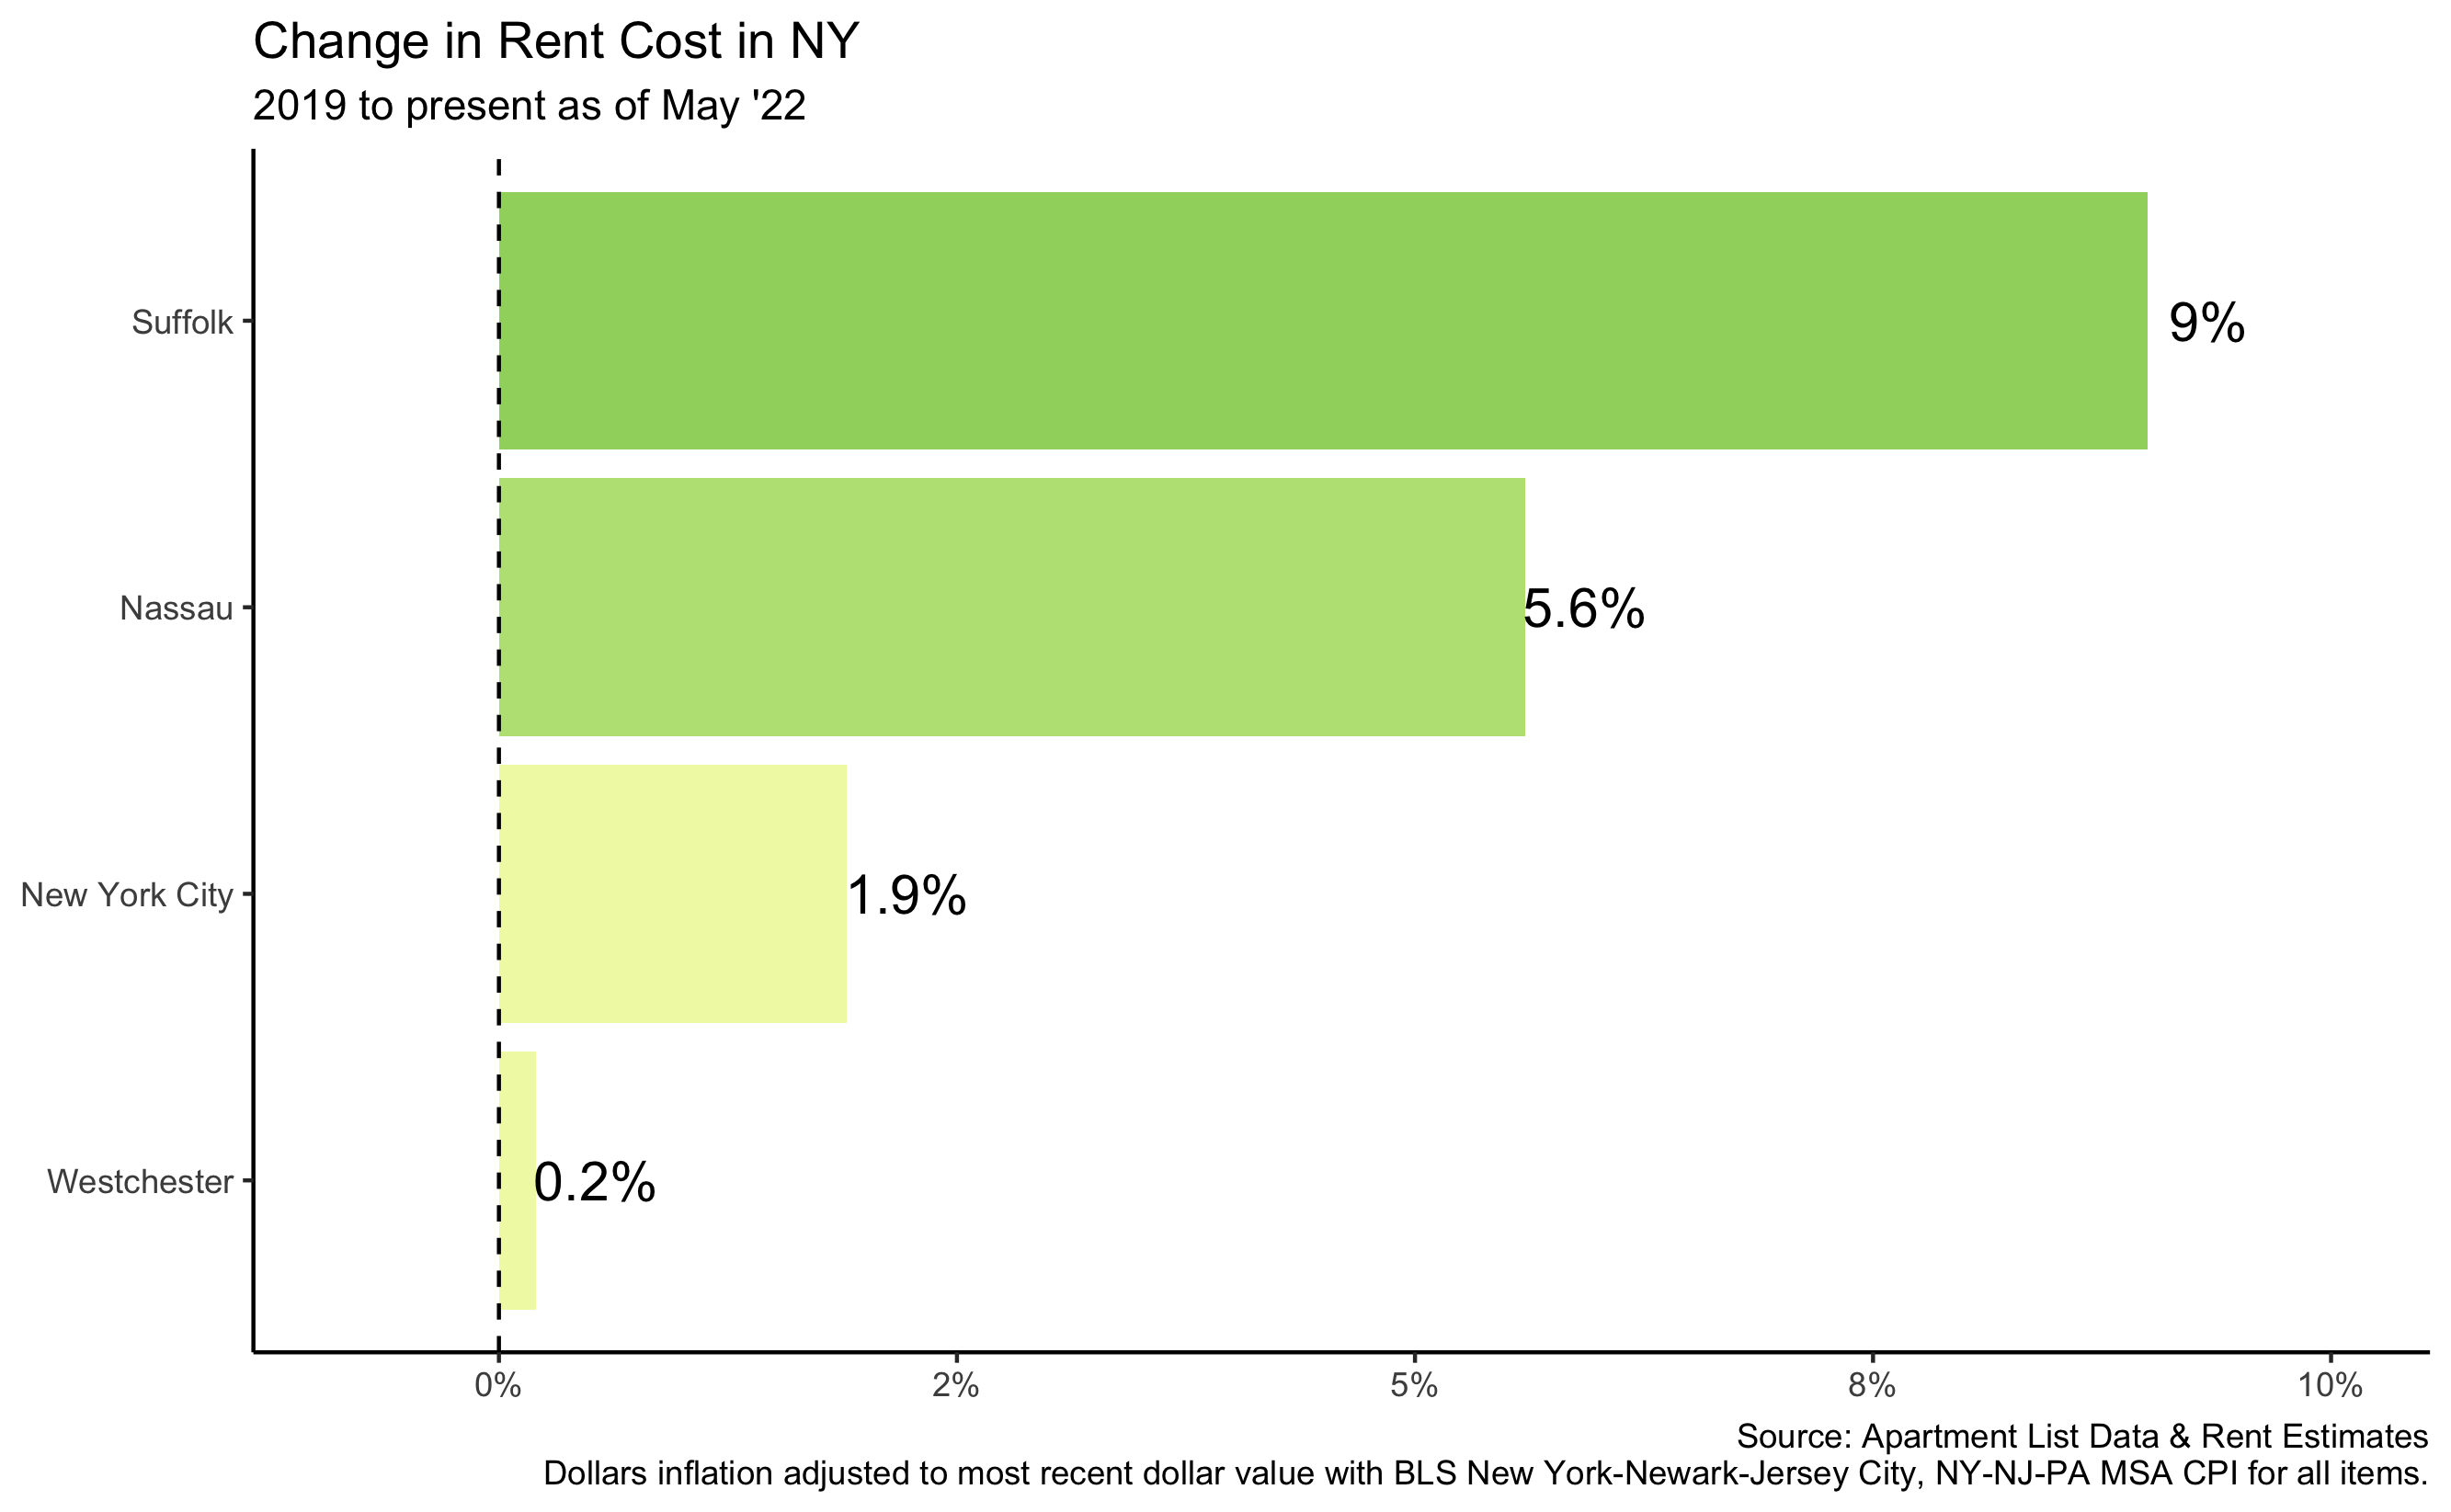 Change in Rent Cost in NY
2019 to present as of May '22
Suffolk
9%
Nassau
5.6%
New York City
1.9%
Westchester
0.2%
0% 2% 5% 8% 10%
Source: Apartment List Data & Rent Estimates
Dollars inflation adjusted to most recent dollar value with BLS New York-Newark-Jersey City, NY-NJ-PA MSA CPI for all items.